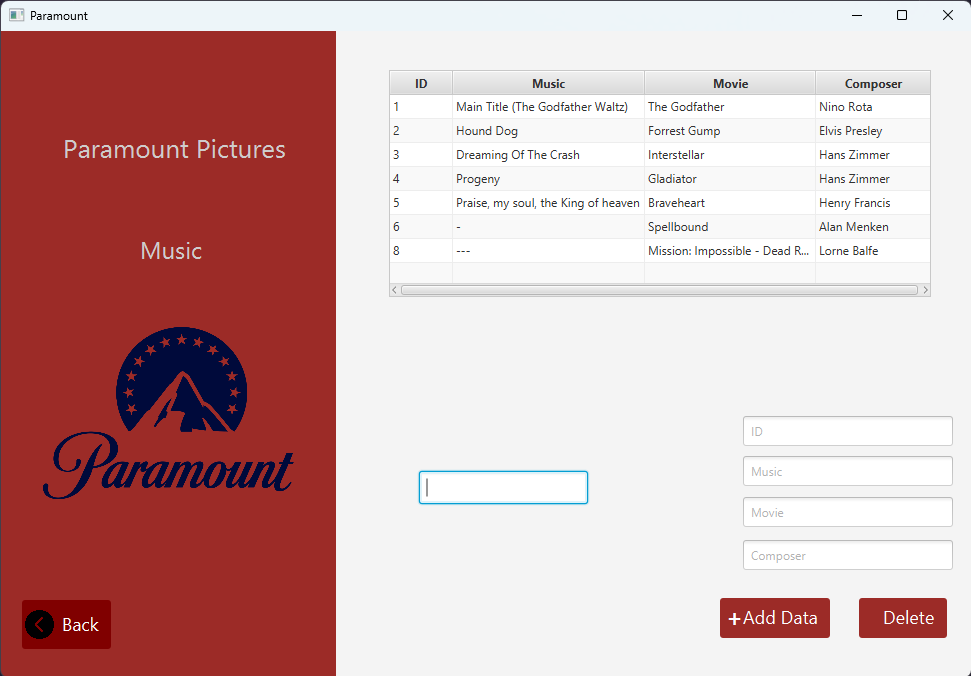 Paramount
Paramount Pictures
Music
Paramount
Back
ID Music Movie Composer
1 Main Title (The Godfather Waltz) The Godfather Nino Rota
2 Hound Dog Forrest Gump Elvis Presley
3 Dreaming Of The Crash Interstellar Hans Zimmer
4 Progeny Gladiator Hans Zimmer
5 Praise, my soul, the King of heaven Braveheart Henry Francis
6 - Spellbound Alan Menken
8 --- Mission: Impossible - Dead R... Lorne Balfe
ID
Music
Movie
Composer
+Add Data
Delete